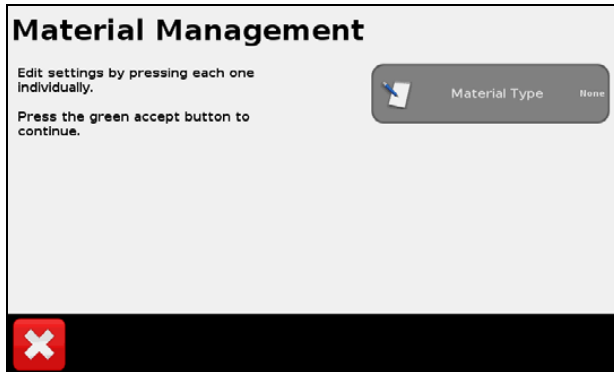 Material Management
Edit settings by pressing each one
individually.
Press the green accept button to
continue.
Material Type None